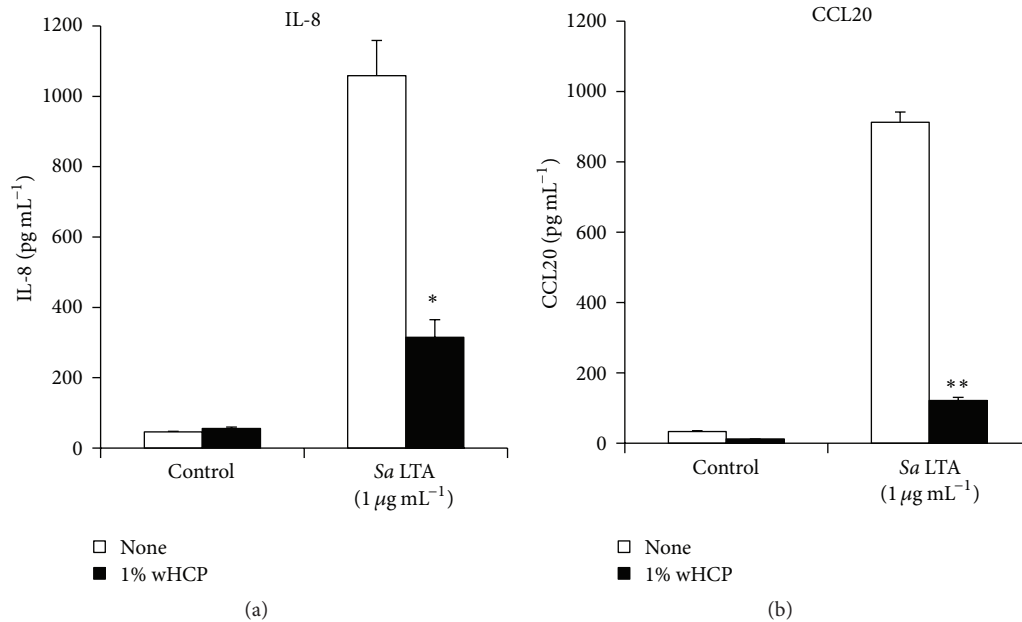 IL-8
1200
1000
800
600
400
200
0
IL-8 (pg mL⁻¹)
*
Control
Sa LTA
(1 µg mL⁻¹)
None
1% wHCP
(a)
CCL20
1200
1000
800
600
400
200
0
CCL20 (pg mL⁻¹)
**
Control
Sa LTA
(1 µg mL⁻¹)
None
1% wHCP
(b)